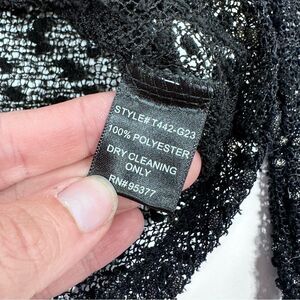 STYLE# T442-G23
100% POLYESTER
DRY CLEANING
ONLY
RN# 95377